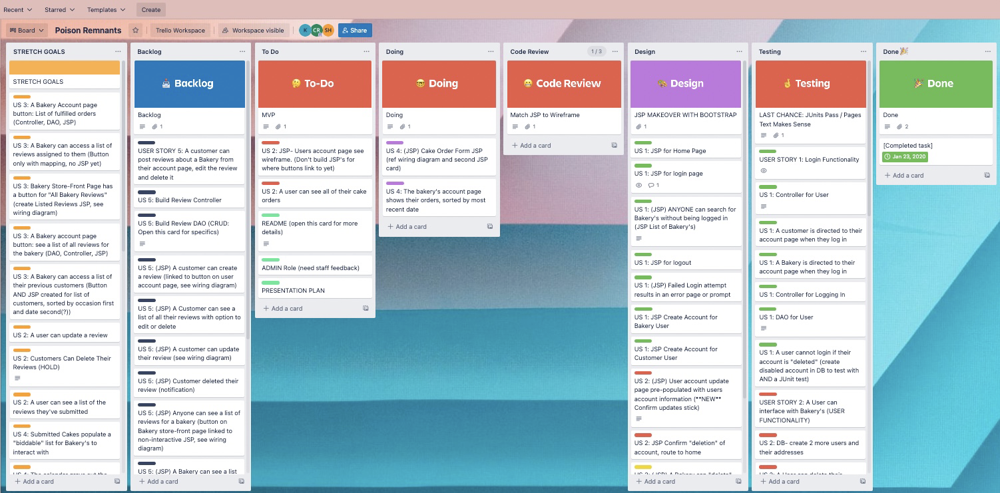 Recent
Starred
Templates
Create
Board
Poison Remnants
Trello Workspace
Workspace visible
K
CR
SH
Share
STRETCH GOALS
STRETCH GOALS
US 3: A Bakery Account page
button: List of fulfilled orders
(Controller, DAO, JSP)
US 3: A Bakery can access a list of
reviews assigned to them (Button
only with mapping, no JSP yet)
US 3: Bakery Store-Front Page has
a button for "All Bakery Reviews"
(create Listed Reviews JSP, see
wiring diagram)
US 3: A Bakery account page
button: see a list of all reviews for
the bakery (DAO, Controller, JSP)
US 3: A Bakery can access a list of
their previous customers (Button
AND JSP created for list of
customers, sorted by occasion first
and date second(?))
US 2: A user can update a review
US 2: Customers Can Delete Their
Reviews (HOLD)
US 2: A user can see a list of the
reviews they've submitted
US 4: Submitted Cakes populate a
"biddable" list for Bakery's to
interact with
+ Add a card
Backlog
Backlog
Backlog
1
USER STORY 5: A customer can
post reviews about a Bakery from
their account page, edit the review
and delete it
US 5: Build Review Controller
US 5: Build Review DAO (CRUD:
Open this card for specifics)
US 5: (JSP) A customer can create
a review (linked to button on user
account page, see wiring diagram)
US 5: (JSP) A Customer can see a
list of all their reviews with option to
edit or delete
US 5: (JSP) A customer can update
their review (see wiring diagram)
US 5: (JSP) Customer deleted their
review (notification)
US 5: (JSP) Anyone can see a list of
reviews for a bakery (button on
Bakery store-front page linked to
non-interactive JSP, see wiring
diagram)
US 5: (JSP) A Bakery can see a list
+ Add a card
To Do
To-Do
MVP
1
US 2: JSP- Users account page see
wireframe. (Don't build JSP's for
where buttons link to yet)
US 2: A user can see all of their cake
orders
README (open this card for more
details)
ADMIN Role (need staff feedback)
PRESENTATION PLAN
+ Add a card
Doing
Doing
Doing
1
US 4: (JSP) Cake Order Form JSP
(ref wiring diagram and second JSP
card)
US 4: The bakery's account page
shows their orders, sorted by most
recent date
+ Add a card
Code Review
1 / 3
Code Review
Match JSP to Wireframe
1
+ Add a card
Design
Design
JSP MAKEOVER WITH BOOTSTRAP
1
US 1: JSP for Home Page
US 1: JSP for login page
1
US 1: (JSP) ANYONE can search for
Bakery's without being logged in
(JSP List of Bakery's)
US 1: JSP for logout
US 1: (JSP) Failed Login attempt
results in an error page or prompt
US 1: JSP Create Account for
Bakery User
US 1: JSP Create Account for
Customer User
US 2: (JSP) User account update
page pre-populated with users
account information (**NEW**
Confirm updates stick)
US 2: JSP Confirm "deletion" of
account, route to home
+ Add a card
Testing
Testing
LAST CHANCE: JUnits Pass / Pages
Text Makes Sense
1
USER STORY 1: Login Functionality
US 1: Controller for User
US 1: A customer is directed to their
account page when they log in
US 1: A Bakery is directed to their
account page when they log in
US 1: Controller for Logging In
US 1: DAO for User
US 1: A user cannot login if their
account is "deleted" (create
disabled account in DB to test with
AND a JUnit test)
USER STORY 2: A User can
interface with Bakery's (USER
FUNCTIONALITY)
US 2: DB- create 2 more users and
their addresses
+ Add a card
Done
Done
Done
2
[Completed task]
Jan 23, 2020
+ Add a card